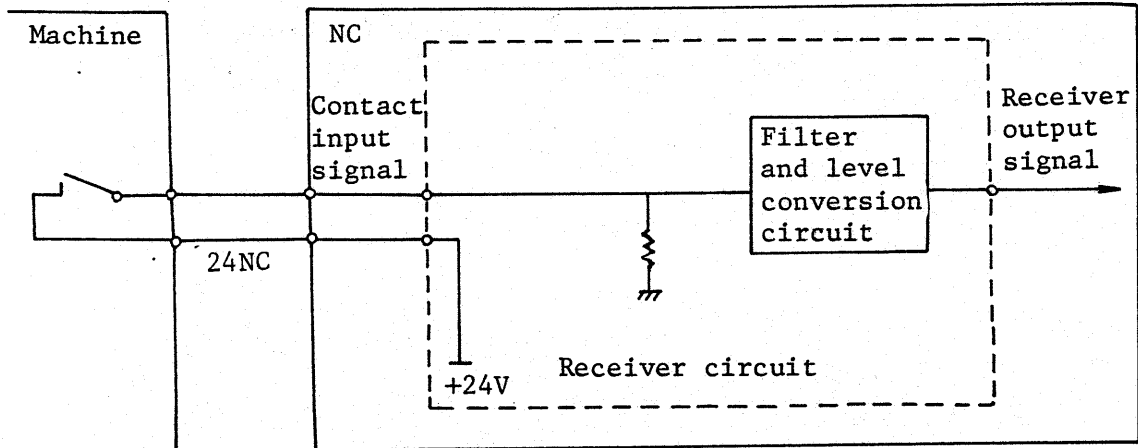 Machine
NC
Contact
input
signal
Filter
and level
conversion
circuit
Receiver
output
signal
24NC
+24V
Receiver circuit